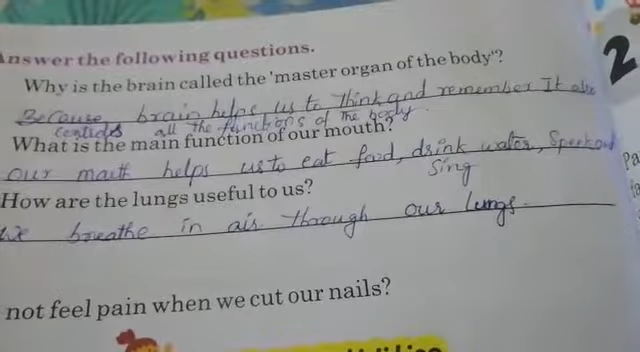 Answer the following questions.
Why is the brain called the 'master organ of the body'?
Because brain helps us to think and remember It also
controls all the functions of the body.
What is the main function of our mouth?
our mouth helps us to eat food, drink water, Speek and
Sing
How are the lungs useful to us?
We breathe in air through our lungs.
not feel pain when we cut our nails?
2